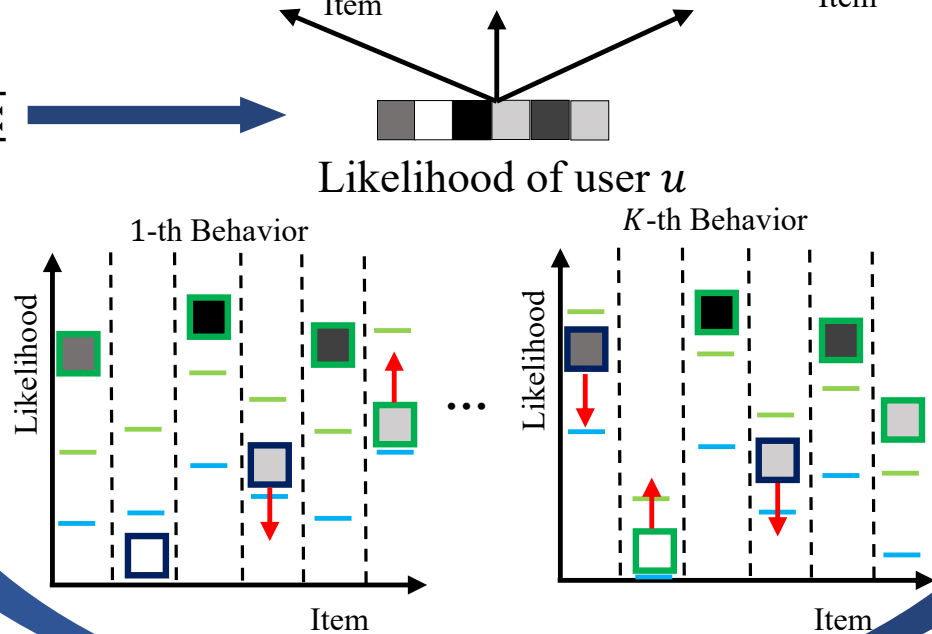 Item
Item
Likelihood of user u
1-th Behavior
K-th Behavior
Likelihood
Likelihood
...
Item
Item